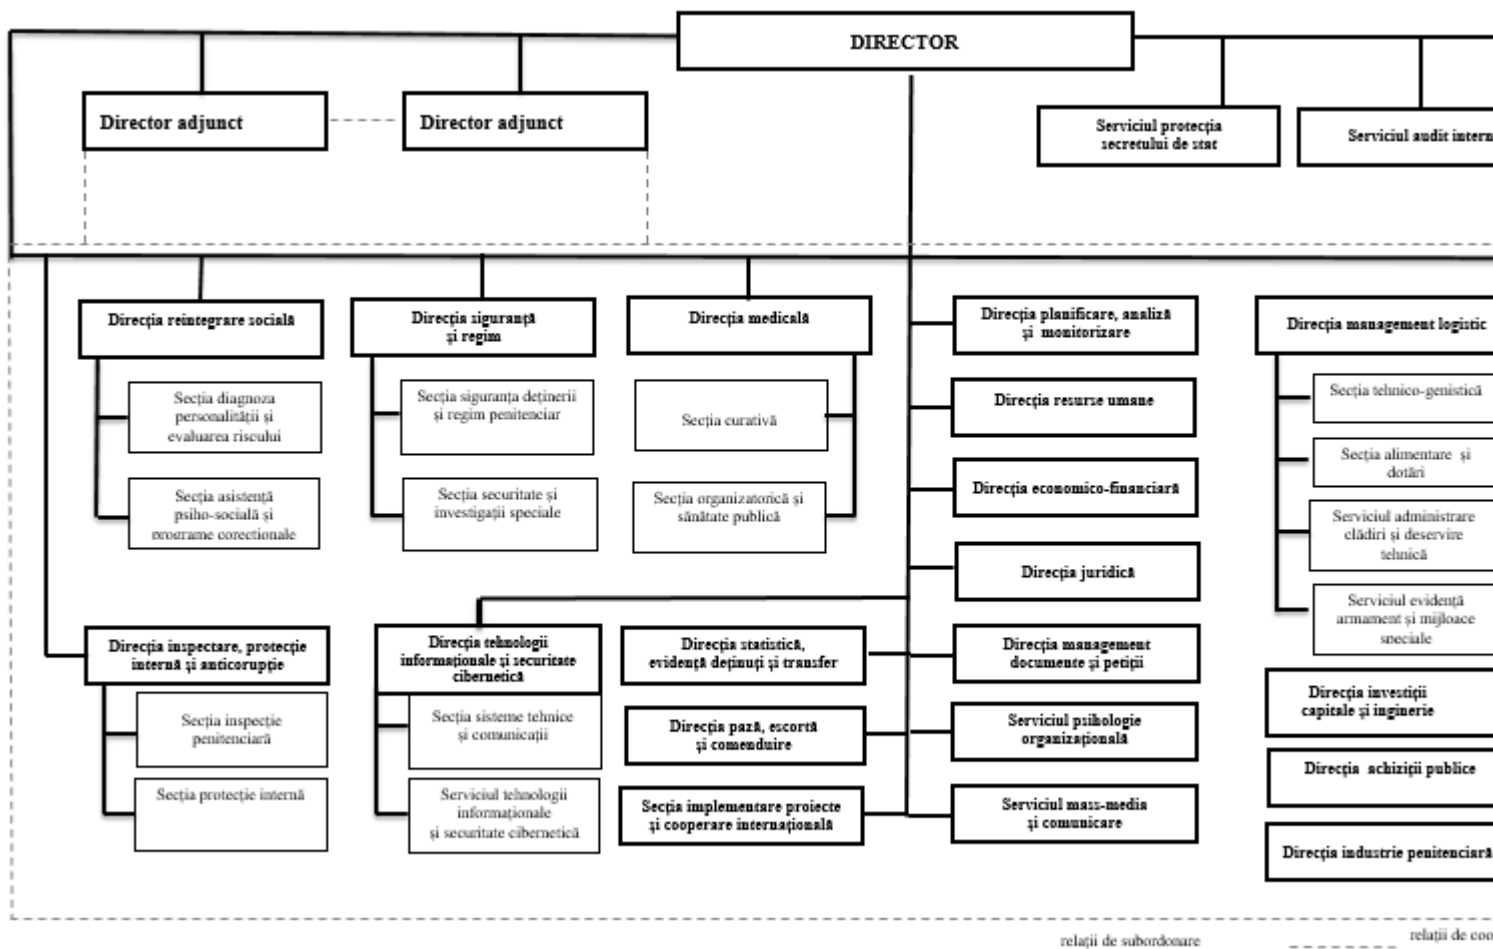 DIRECTOR
Director adjunct
Director adjunct
Serviciul protecția
secretului de stat
Serviciul audit intern
Direcția reintegrare socială
Direcția siguranță
și regim
Direcția medicală
Direcția planificare, analiză
și monitorizare
Direcția management logistic
Secția diagnoza
personalității și
evaluarea riscului
Secția siguranța deținerii
și regim penitenciar
Secția curativă
Direcția resurse umane
Secția tehnico-genistică
Secția alimentare și
dotări
Secția asistență
psiho-socială și
programe corecționale
Secția securitate și
investigații speciale
Secția organizatorică și
sănătate publică
Direcția economico-financiară
Serviciul administrare
clădiri și deservire
tehnică
Direcția juridică
Serviciul evidență
armament și mijloace
speciale
Direcția inspectare, protecție
internă și anticorupție
Direcția tehnologii
informaționale și securitate
cibernetică
Direcția statistică,
evidență deținuți și transfer
Direcția management
documente și petiții
Secția inspecție
penitenciară
Secția sisteme tehnice
și comunicații
Direcția pază, escortă
și comenduire
Serviciul psihologie
organizațională
Direcția investiții
capitale și inginerie
Secția protecție internă
Serviciul tehnologii
informaționale
și securitate cibernetică
Secția implementare proiecte
și cooperare internațională
Serviciul mass-media
și comunicare
Direcția achiziții publice
Direcția industrie penitenciară
relații de subordonare
relații de coo